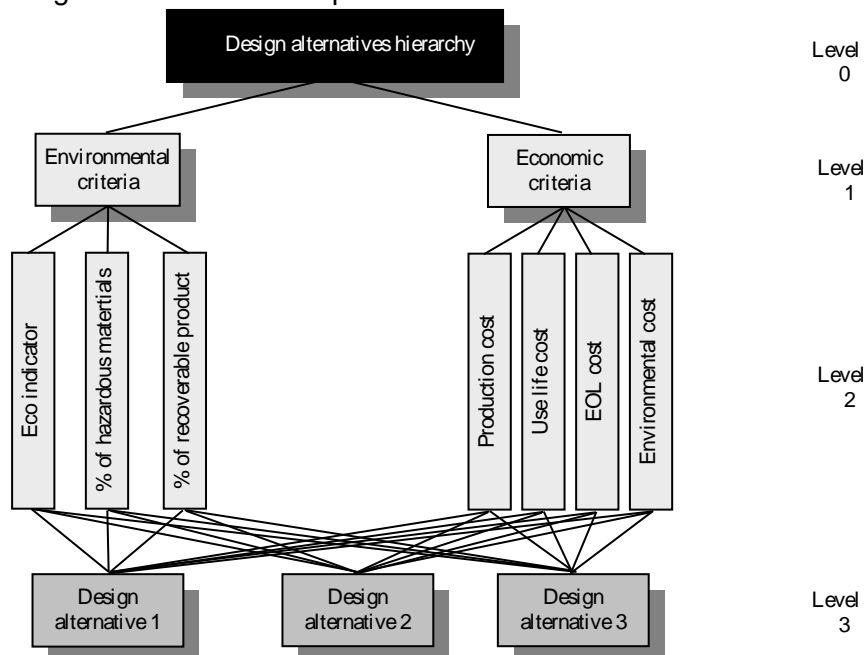 Design alternatives hierarchy
Level
0
Environmental
criteria
Economic
criteria
Level
1
Eco indicator
% of hazardous matertials
% of recoverable product
Production cost
Use life cost
EOL cost
Environmental cost
Level
2
Design
alternative 1
Design
alternative 2
Design
alternative 3
Level
3